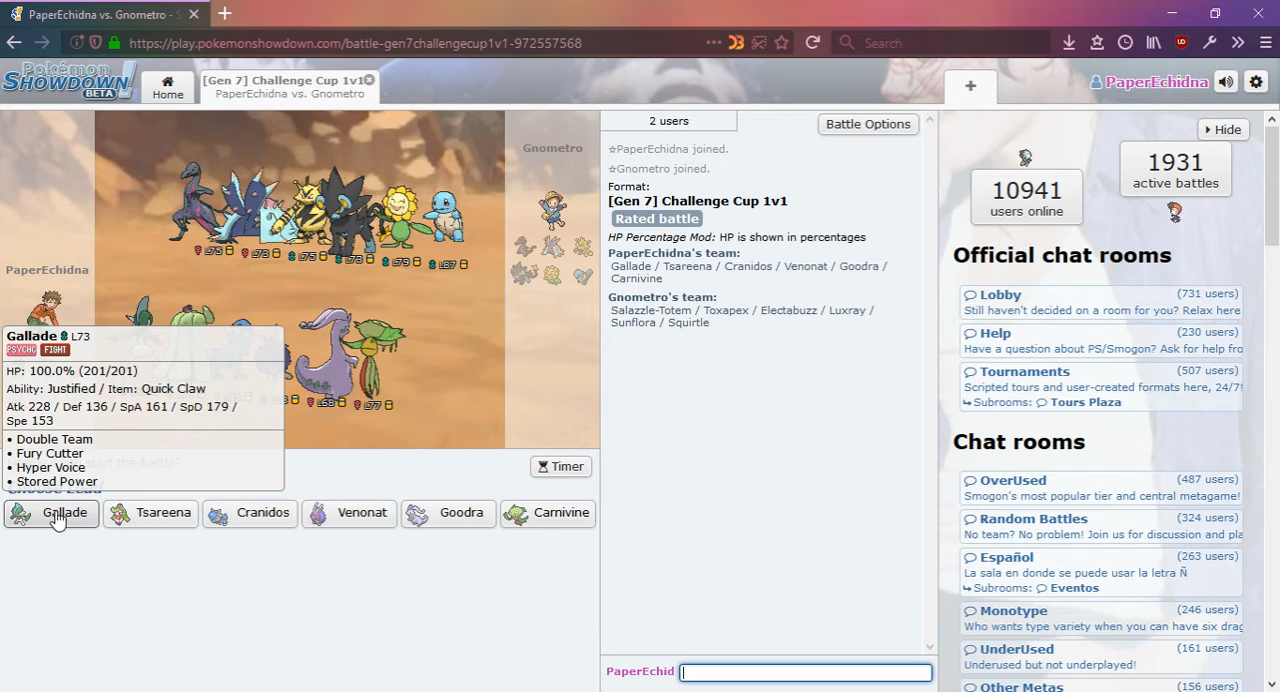 PaperEchidna vs. Gnometro - S
https://play.pokemonshowdown.com/battle-gen7challengecup1v1-972557568
Search
Pokémon
SHOWDOWN
BETA
Home
[Gen 7] Challenge Cup 1v1
PaperEchidna vs. Gnometro
PaperEchidna
2 users
Battle Options
Hide
Gnometro
PaperEchidna
L75
L73
L75
L73
L79
L87
L68
L77
Gallade L73
PSYCHC FIGHT
HP: 100.0% (201/201)
Ability: Justified / Item: Quick Claw
Atk 228 / Def 136 / SpA 161 / SpD 179 /
Spe 153
• Double Team
• Fury Cutter
• Hyper Voice
• Stored Power
Timer
Gallade
Tsareena
Cranidos
Venonat
Goodra
Carnivine
☆PaperEchidna joined.
☆Gnometro joined.
Format:
[Gen 7] Challenge Cup 1v1
Rated battle
HP Percentage Mod: HP is shown in percentages
PaperEchidna's team:
Gallade / Tsareena / Cranidos / Venonat / Goodra /
Carnivine
Gnometro's team:
Salazzle-Totem / Toxapex / Electabuzz / Luxray /
Sunflora / Squirtle
PaperEchid
10941
users online
1931
active battles
Official chat rooms
Lobby (731 users)
Still haven't decided on a room for you? Relax here
Help (230 users)
Have a question about PS/Smogon? Ask for help fro
Tournaments (507 users)
Scripted tours and user-created formats here, 24/7!
Subrooms: Tours Plaza
Chat rooms
OverUsed (487 users)
Smogon's most popular tier and central metagame!
Random Battles (324 users)
No team? No problem! Join us for discussion and pla
Español (263 users)
La sala en donde se puede usar la letra Ñ
Subrooms: Eventos
Monotype (246 users)
Who wants type variety when you can have six drag
UnderUsed (161 users)
Underused but not underplayed!
Other Metas (156 users)